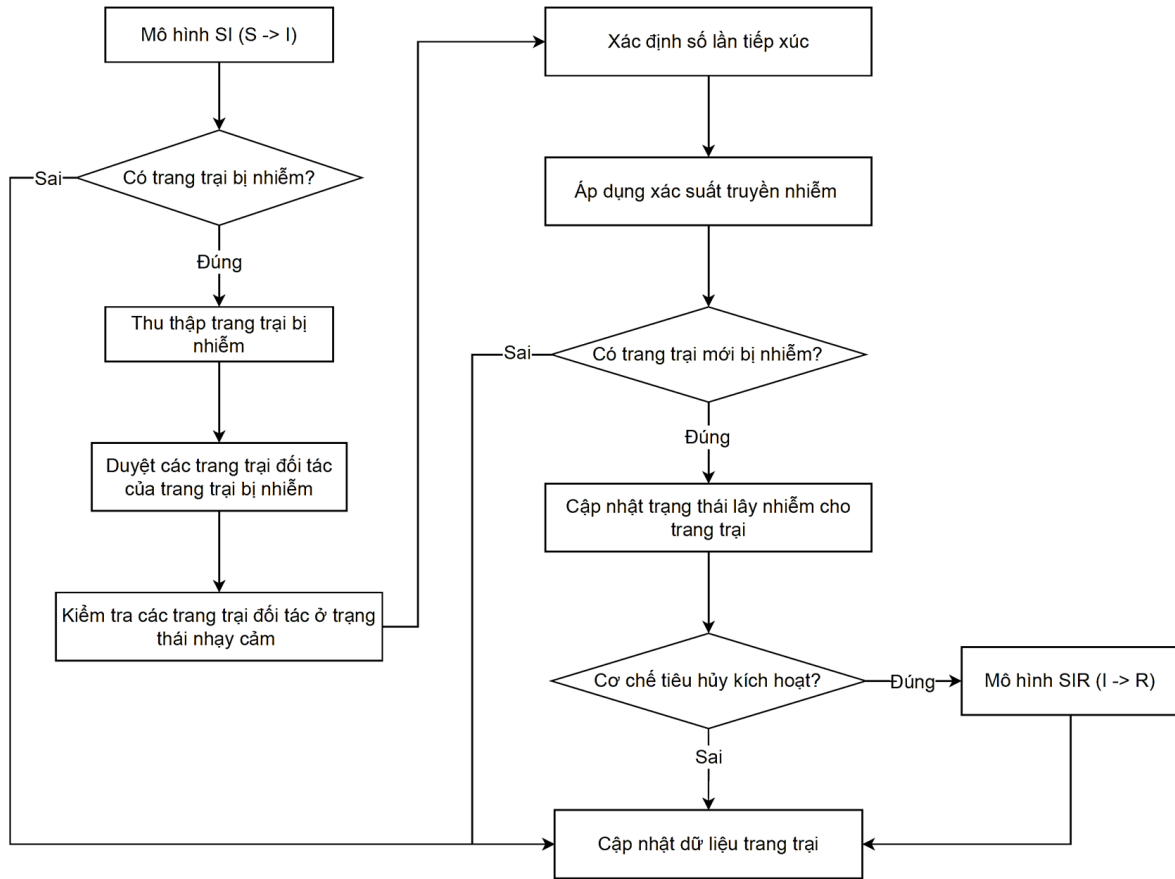 Mô hình SI (S -> I)
Có trang trại bị nhiễm?
Sai
Đúng
Thu thập trang trại bị
nhiễm
Duyệt các trang trại đối tác
của trang trại bị nhiễm
Kiểm tra các trang trại đối tác ở trạng
thái nhạy cảm
Xác định số lần tiếp xúc
Áp dụng xác suất truyền nhiễm
Có trang trại mới bị nhiễm?
Sai
Đúng
Cập nhật trạng thái lây nhiễm cho
trang trại
Cơ chế tiêu hủy kích hoạt?
Đúng
Mô hình SIR (I -> R)
Sai
Cập nhật dữ liệu trang trại